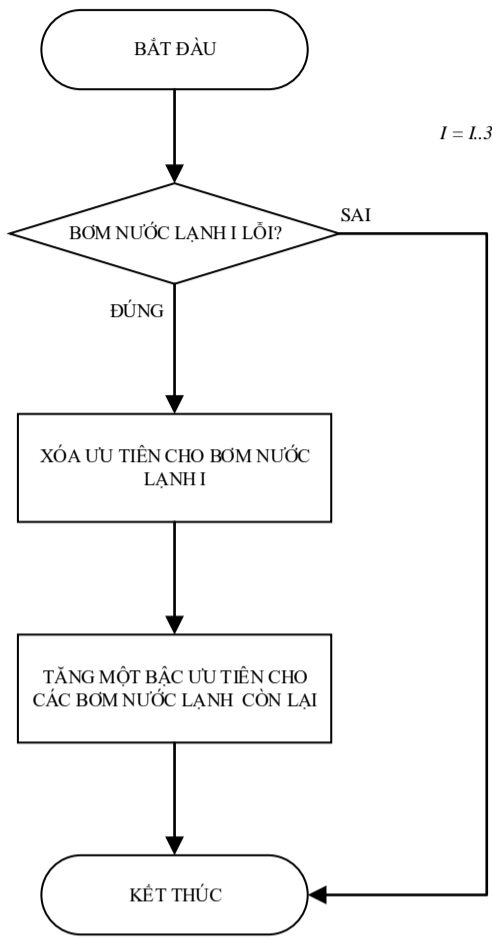 BẮT ĐẦU
I = I..3
BƠM NƯỚC LẠNH I LỖI?
SAI
ĐÚNG
XÓA ƯU TIÊN CHO BƠM NƯỚC
LẠNH I
TĂNG MỘT BẬC ƯU TIÊN CHO
CÁC BƠM NƯỚC LẠNH CÒN LẠI
KẾT THÚC